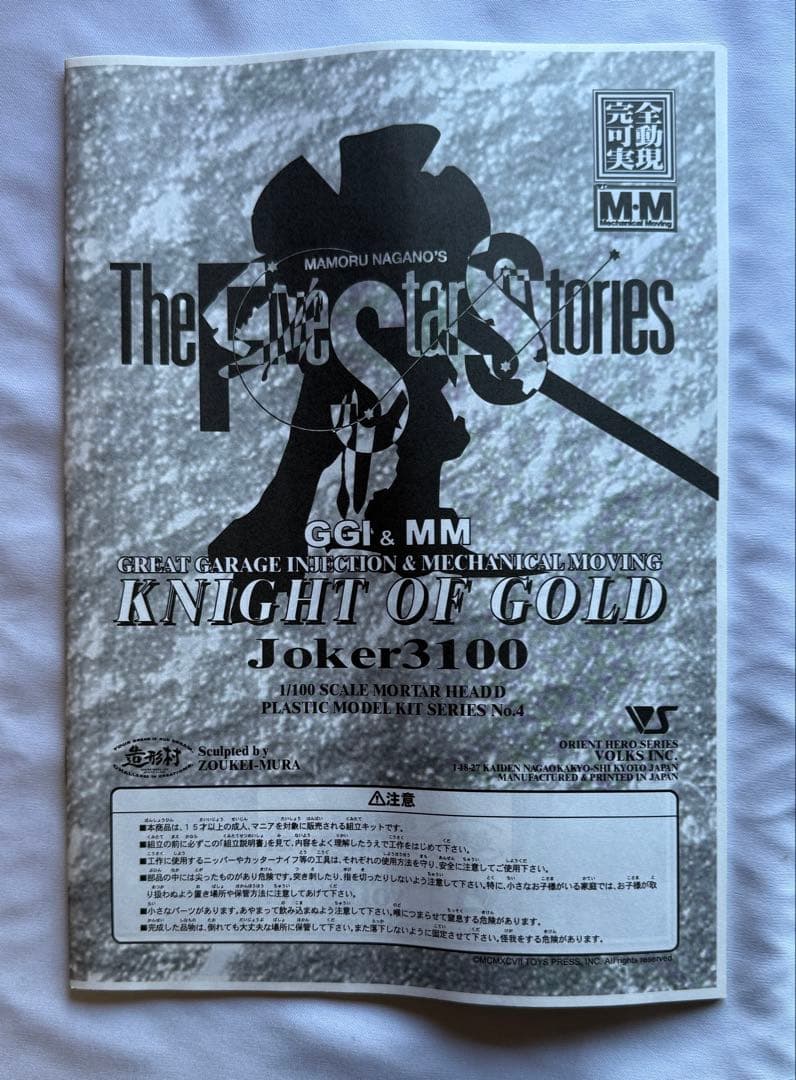 完全
可動
実現
M·M
Mechanical Moving
MAMORU NAGANO'S
The Five Star Stories
GGI & MM
GREAT GARAGE INJECTION & MECHANICAL MOVING
KNIGHT OF GOLD
Joker3100
1/100 SCALE MORTAR HEADD
PLASTIC MODEL KIT SERIES No.4
VS
造形村
Sculpted by
ZOUKEI-MURA
ORIENT HERO SERIES
VOLKS INC.
148-27 KAIDEN NAGAOKAKYO-SHI KYOTO JAPAN
MANUFACTURED & PRINTED IN JAPAN
⚠注意
■本商品は、15才以上の成人、マニアを対象に販売される組立キットです。
■組立の前に必ずこの「組立説明書」を見て、内容をよく理解したうえで工作をはじめて下さい。
■工作に使用するニッパーやカッターナイフ等の工具は、それぞれの使用方法を守り、安全に注意してご使用下さい。
■部品の中には尖ったものがあり危険です。突き刺したり、指を切ったりしないよう注意して下さい。特に、小さなお子様がいる家庭では、お子様が取
り扱わぬよう置き場所や保管方法に注意してあげて下さい。
■小さなパーツがあります。あやまって飲み込まぬよう注意して下さい。喉につまらせて窒息する危険があります。
■完成した品物は、倒れても大丈夫な場所に保管して下さい。また落下しないように固定させて下さい。怪我をする危険があります。
©MCMXCVII TOYS PRESS, INC. All rights reserved